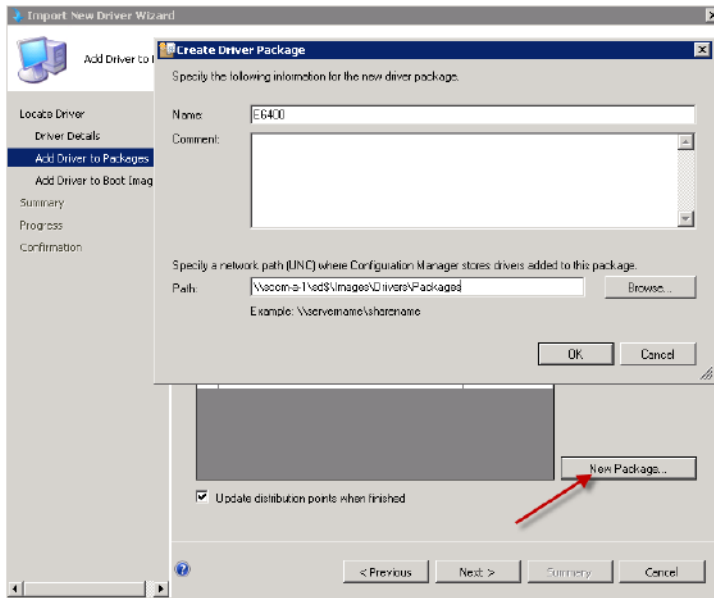 Import New Driver Wizard
Add Driver to
Create Driver Package
Specify the following information for the new driver package.
Name: E6400
Comment:
Locate Driver
Driver Details
Add Driver to Packages
Add Driver to Boot Imag
Summary
Progress
Confirmation
Specify a network path (UNC) where Configuration Manager stores drivers added to this package.
Path: \\sccm-a-1\sd$\Images\Drivers\Packages Browse...
Example: \\servername\sharename
OK Cancel
New Package...
Update distribution points when finished
< Previous Next > Summary Cancel